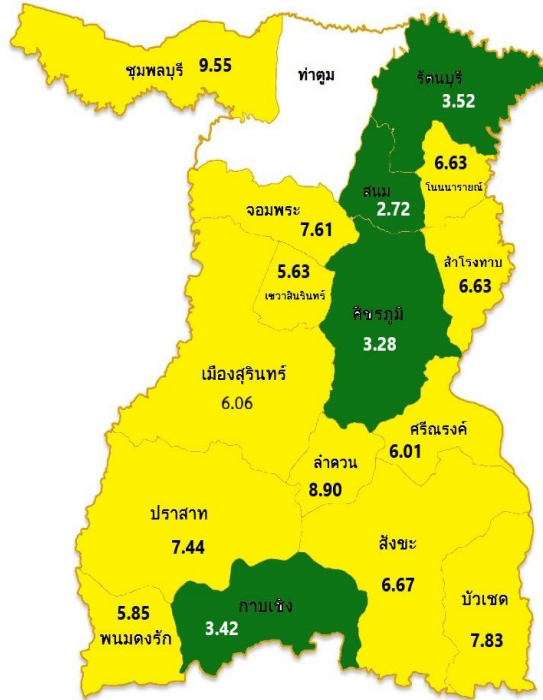 ชุมพลบุรี 9.55
ท่าตูม
รัตนบุรี
3.52
6.63
โนนนารายณ์
สนม
2.72
จอมพระ
7.61
สำโรงทาบ
6.63
5.63
เขวาสินรินทร์
ศีขรภูมิ
3.28
เมืองสุรินทร์
6.06
ศรีณรงค์
6.01
ลำดวน
8.90
ปราสาท
7.44
สังขะ
6.67
บัวเชด
7.83
กาบเชิง
3.42
5.85
พนมดงรัก